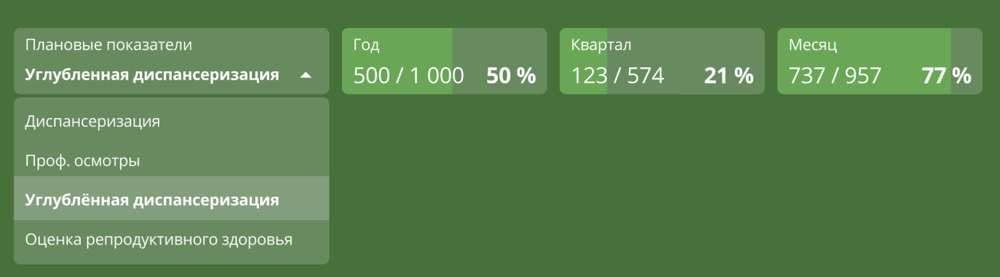 Плановые показатели
Углубленная диспансеризация
Год
500 / 1 000 50 %
Квартал
123 / 574 21 %
Месяц
737 / 957 77 %
Диспансеризация
Проф. осмотры
Углублённая диспансеризация
Оценка репродуктивного здоровья